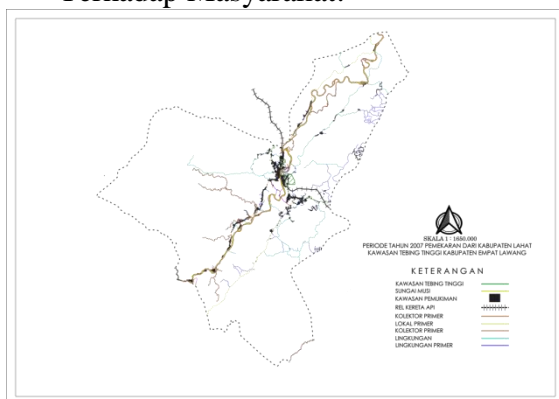 Terhadap Masyarakat.
SKALA 1 : 1650.000
PERIODE TAHUN 2007 PEMEKARAN DARI KABUPATEN LAHAT
KAWASAN TEBING TINGGI KABUPATEN EMPAT LAWANG
KETERANGAN
KAWASAN TEBING TINGGI
SUNGAI MUSI
KAWASAN PEMUKIMAN
REL KERETA API
KOLEKTOR PRIMER
LOKAL PRIMER
KOLEKTOR PRIMER
LINGKUNGAN
LINGKUNGAN PRIMER